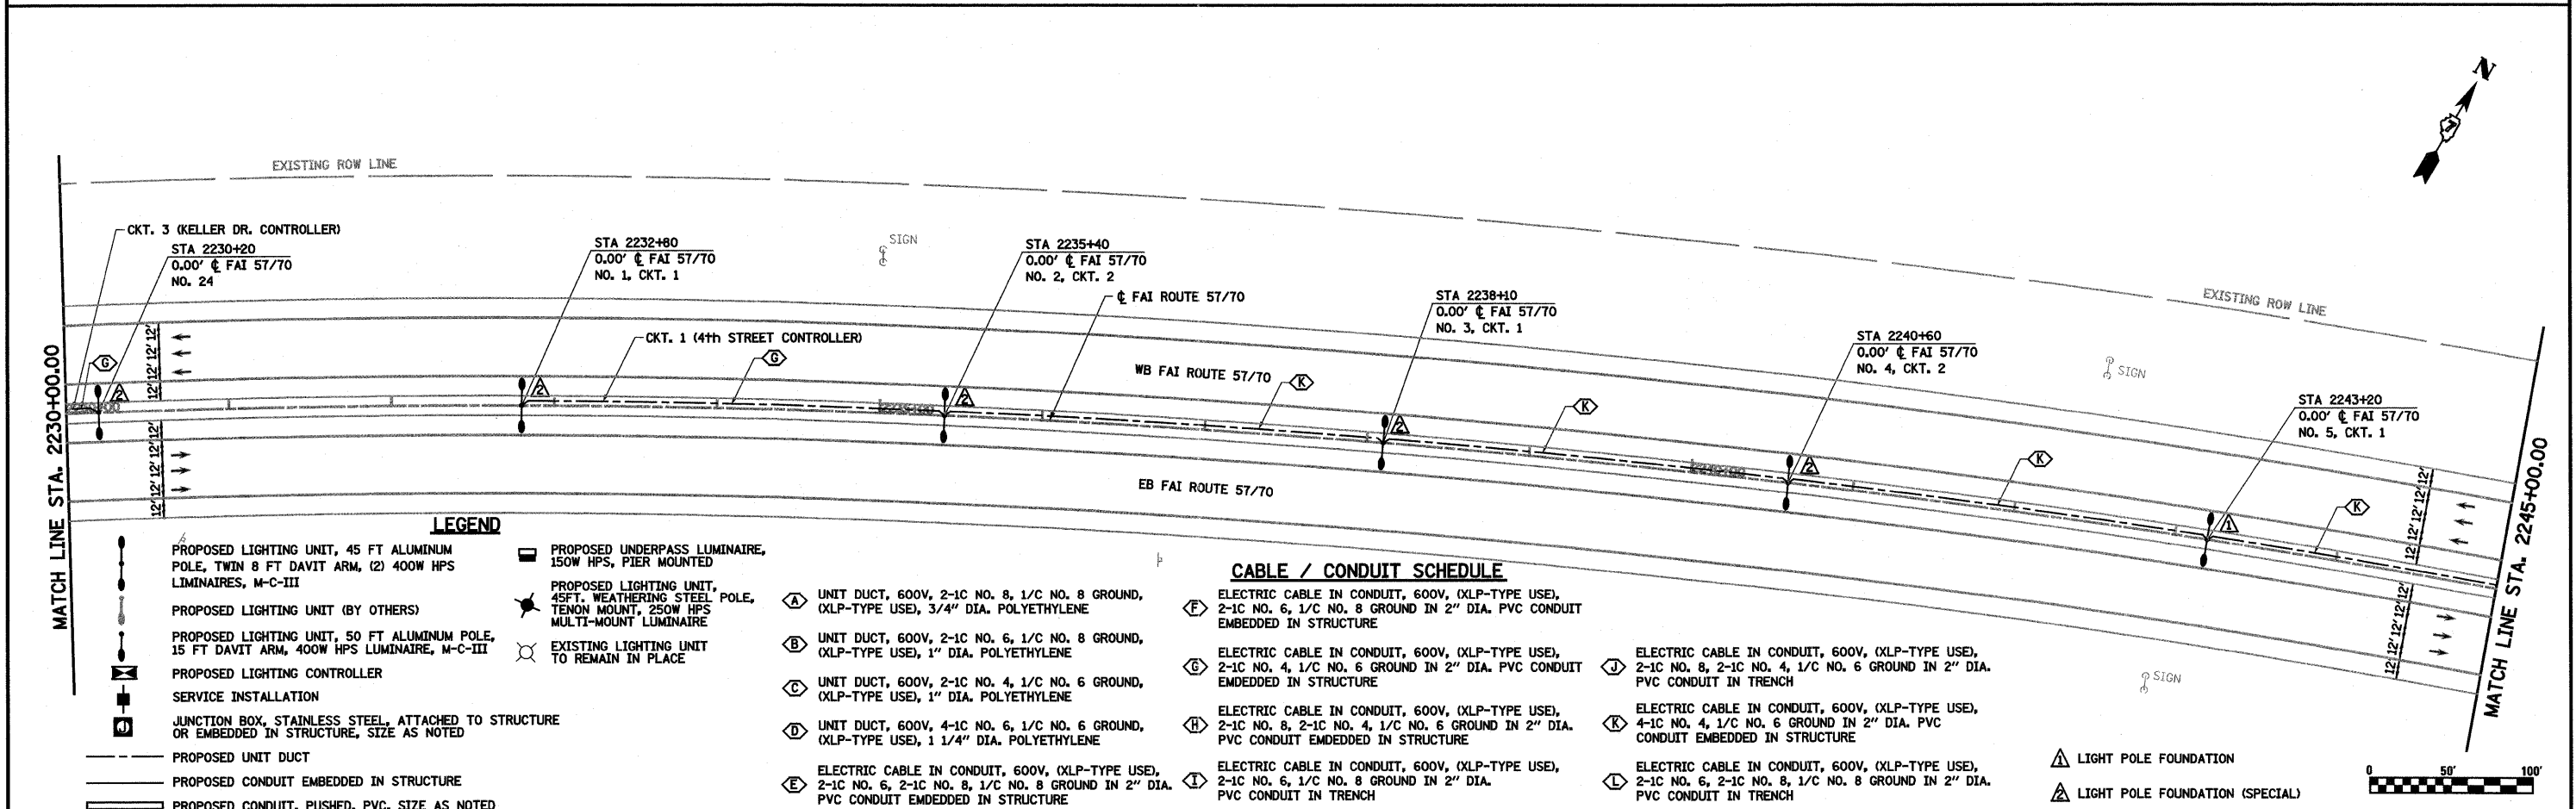 N
EXISTING ROW LINE
CKT. 3 (KELLER DR. CONTROLLER)
STA 2230+20
0.00' ℄ FAI 57/70
NO. 24
STA 2232+80
0.00' ℄ FAI 57/70
NO. 1, CKT. 1
SIGN
STA 2235+40
0.00' ℄ FAI 57/70
NO. 2, CKT. 2
℄ FAI ROUTE 57/70
STA 2238+10
0.00' ℄ FAI 57/70
NO. 3, CKT. 1
EXISTING ROW LINE
STA 2240+60
0.00' ℄ FAI 57/70
NO. 4, CKT. 2
SIGN
STA 2243+20
0.00' ℄ FAI 57/70
NO. 5, CKT. 1
CKT. 1 (4th STREET CONTROLLER)
G
G
K
K
K
K
2
2
2
2
2
1
WB FAI ROUTE 57/70
EB FAI ROUTE 57/70
12' 12' 12'
12' 12' 12'
12' 12' 12' 12'
12' 12' 12' 12'
MATCH LINE STA. 2230+00.00
MATCH LINE STA. 2245+00.00
SIGN
LEGEND
PROPOSED LIGHTING UNIT, 45 FT ALUMINUM
POLE, TWIN 8 FT DAVIT ARM, (2) 400W HPS
LIMINAIRES, M-C-III
PROPOSED LIGHTING UNIT (BY OTHERS)
PROPOSED LIGHTING UNIT, 50 FT ALUMINUM POLE,
15 FT DAVIT ARM, 400W HPS LUMINAIRE, M-C-III
PROPOSED LIGHTING CONTROLLER
SERVICE INSTALLATION
J
JUNCTION BOX, STAINLESS STEEL, ATTACHED TO STRUCTURE
OR EMBEDDED IN STRUCTURE, SIZE AS NOTED
PROPOSED UNIT DUCT
PROPOSED CONDUIT EMBEDDED IN STRUCTURE
PROPOSED CONDUIT, PUSHED, PVC, SIZE AS NOTED
PROPOSED UNDERPASS LUMINAIRE,
150W HPS, PIER MOUNTED
PROPOSED LIGHTING UNIT,
45FT. WEATHERING STEEL POLE,
TENON MOUNT, 250W HPS
MULTI-MOUNT LUMINAIRE
EXISTING LIGHTING UNIT
TO REMAIN IN PLACE
CABLE / CONDUIT SCHEDULE
A UNIT DUCT, 600V, 2-1C NO. 8, 1/C NO. 8 GROUND,
(XLP-TYPE USE), 3/4" DIA. POLYETHYLENE
B UNIT DUCT, 600V, 2-1C NO. 6, 1/C NO. 8 GROUND,
(XLP-TYPE USE), 1" DIA. POLYETHYLENE
C UNIT DUCT, 600V, 2-1C NO. 4, 1/C NO. 6 GROUND,
(XLP-TYPE USE), 1" DIA. POLYETHYLENE
D UNIT DUCT, 600V, 4-1C NO. 6, 1/C NO. 6 GROUND,
(XLP-TYPE USE), 1 1/4" DIA. POLYETHYLENE
E ELECTRIC CABLE IN CONDUIT, 600V, (XLP-TYPE USE),
2-1C NO. 6, 2-1C NO. 8, 1/C NO. 8 GROUND IN 2" DIA.
PVC CONDUIT EMDEDDED IN STRUCTURE
F ELECTRIC CABLE IN CONDUIT, 600V, (XLP-TYPE USE),
2-1C NO. 6, 1/C NO. 8 GROUND IN 2" DIA. PVC CONDUIT
EMBEDDED IN STRUCTURE
G ELECTRIC CABLE IN CONDUIT, 600V, (XLP-TYPE USE),
2-1C NO. 4, 1/C NO. 6 GROUND IN 2" DIA. PVC CONDUIT
EMDEDDED IN STRUCTURE
H ELECTRIC CABLE IN CONDUIT, 600V, (XLP-TYPE USE),
2-1C NO. 8, 2-1C NO. 4, 1/C NO. 6 GROUND IN 2" DIA.
PVC CONDUIT EMDEDDED IN STRUCTURE
I ELECTRIC CABLE IN CONDUIT, 600V, (XLP-TYPE USE),
2-1C NO. 6, 1/C NO. 8 GROUND IN 2" DIA.
PVC CONDUIT IN TRENCH
J ELECTRIC CABLE IN CONDUIT, 600V, (XLP-TYPE USE),
2-1C NO. 8, 2-1C NO. 4, 1/C NO. 6 GROUND IN 2" DIA.
PVC CONDUIT IN TRENCH
K ELECTRIC CABLE IN CONDUIT, 600V, (XLP-TYPE USE),
4-1C NO. 4, 1/C NO. 6 GROUND IN 2" DIA. PVC
CONDUIT EMBEDDED IN STRUCTURE
L ELECTRIC CABLE IN CONDUIT, 600V, (XLP-TYPE USE),
2-1C NO. 6, 2-1C NO. 8, 1/C NO. 8 GROUND IN 2" DIA.
PVC CONDUIT IN TRENCH
1 LIGHT POLE FOUNDATION
2 LIGHT POLE FOUNDATION (SPECIAL)
0 50' 100'